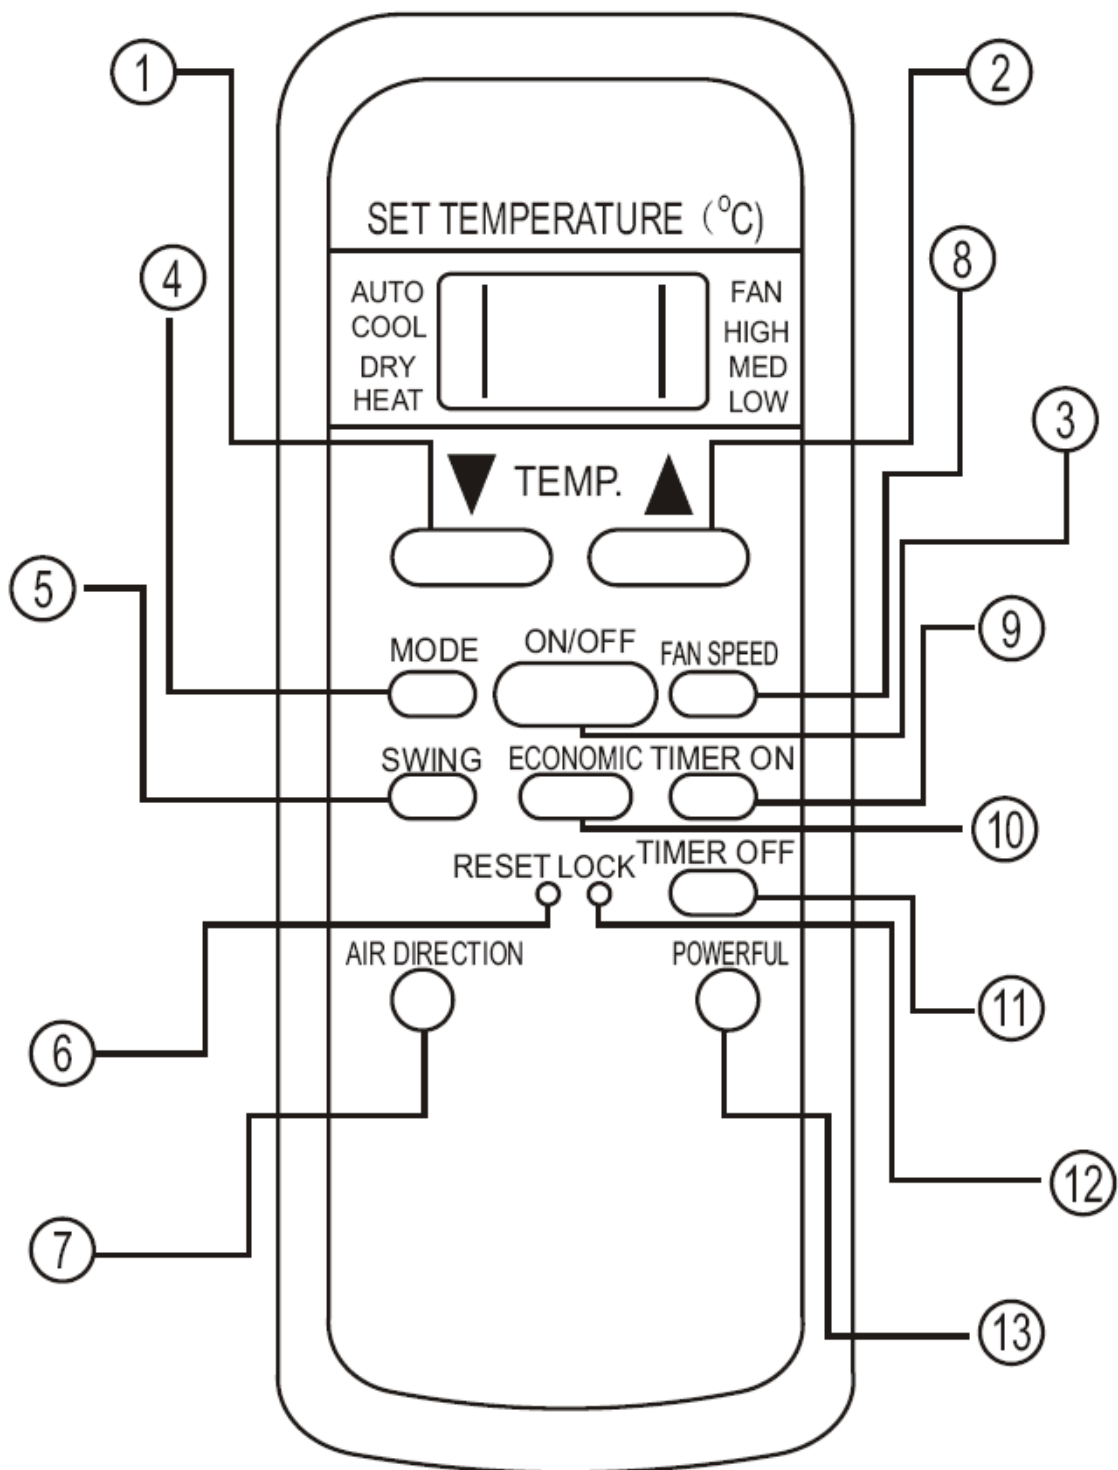 1
2
SET TEMPERATURE (°C)
4
8
AUTO
COOL
DRY
HEAT
FAN
HIGH
MED
LOW
3
▼ TEMP. ▲
5
9
MODE
ON/OFF
FAN SPEED
SWING
ECONOMIC
TIMER ON
10
RESET
LOCK
TIMER OFF
AIR DIRECTION
POWERFUL
6
11
12
7
13